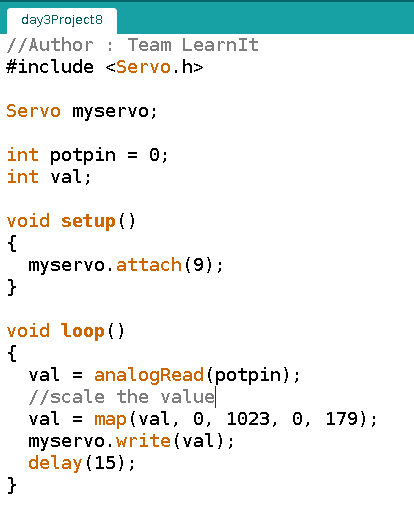 day3Project8
//Author : Team LearnIt
#include <Servo.h>
Servo myservo;
int potpin = 0;
int val;
void setup()
{
myservo.attach(9);
}
void loop()
{
val = analogRead(potpin);
//scale the value
val = map(val, 0, 1023, 0, 179);
myservo.write(val);
delay(15);
}